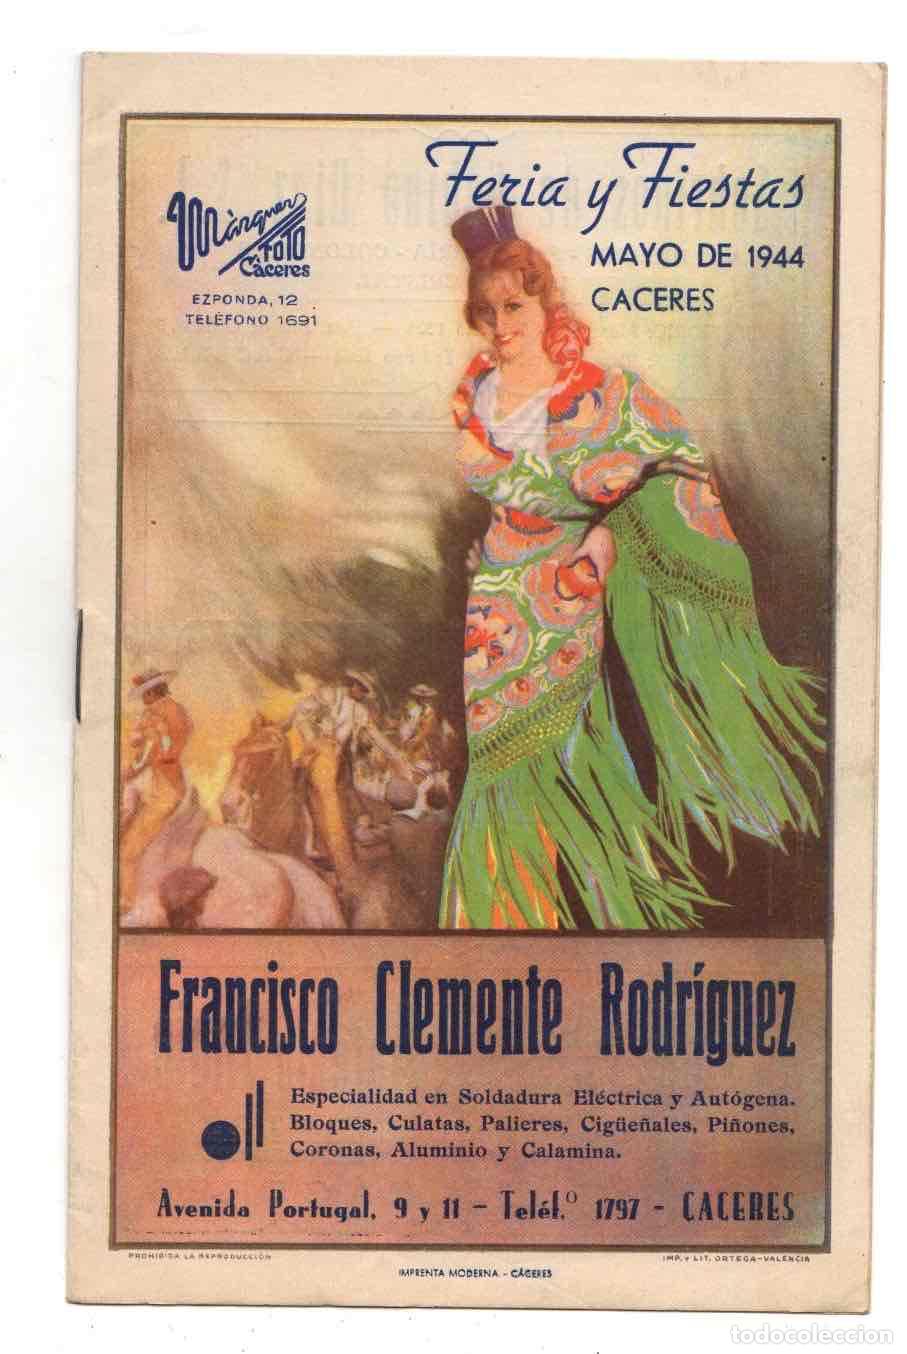 Feria y Fiestas
MAYO DE 1944
CACERES
Màrquez
FOTO
Cáceres
EZPONDA, 12
TELÉFONO 1691
Francisco Clemente Rodríguez
Especialidad en Soldadura Eléctrica y Autógena.
Bloques, Culatas, Palieres, Cigüeñales, Piñones,
Coronas, Aluminio y Calamina.
Avenida Portugal, 9 y 11 - Teléf.º 1797 - CACERES
PROHIBIDA LA REPRODUCCIÓN
IMP. y LIT. ORTEGA-VALENCIA
IMPRENTA MODERNA. - CÁCERES
todocoleccion